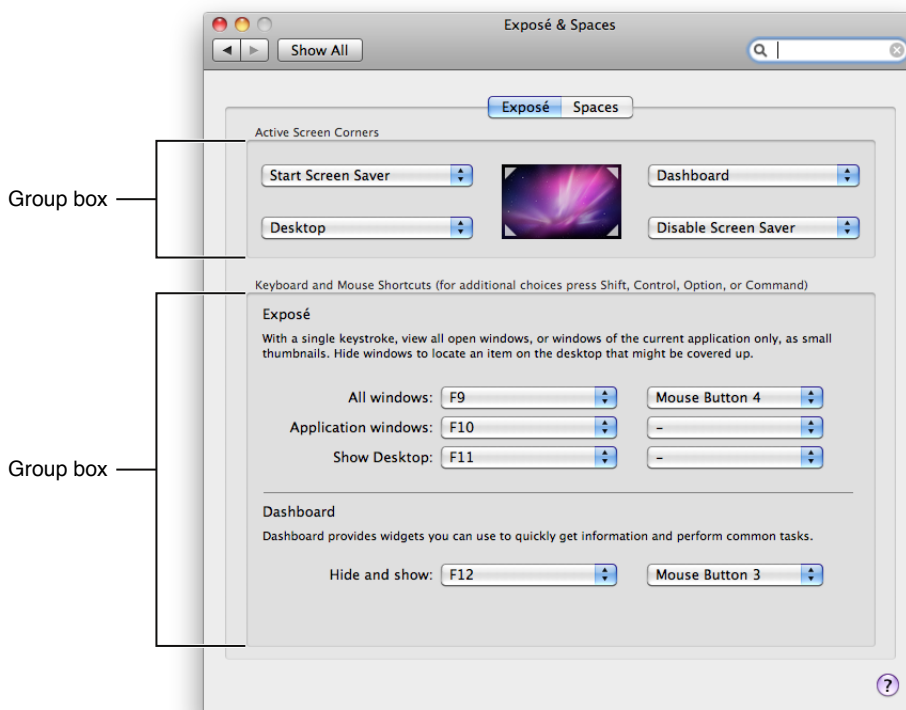 Exposé & Spaces
Show All
Exposé Spaces
Active Screen Corners
Group box
Start Screen Saver Dashboard
Desktop Disable Screen Saver
Keyboard and Mouse Shortcuts (for additional choices press Shift, Control, Option, or Command)
Exposé
With a single keystroke, view all open windows, or windows of the current application only, as small
thumbnails. Hide windows to locate an item on the desktop that might be covered up.
All windows: F9 Mouse Button 4
Application windows: F10 –
Show Desktop: F11 –
Group box
Dashboard
Dashboard provides widgets you can use to quickly get information and perform common tasks.
Hide and show: F12 Mouse Button 3
?